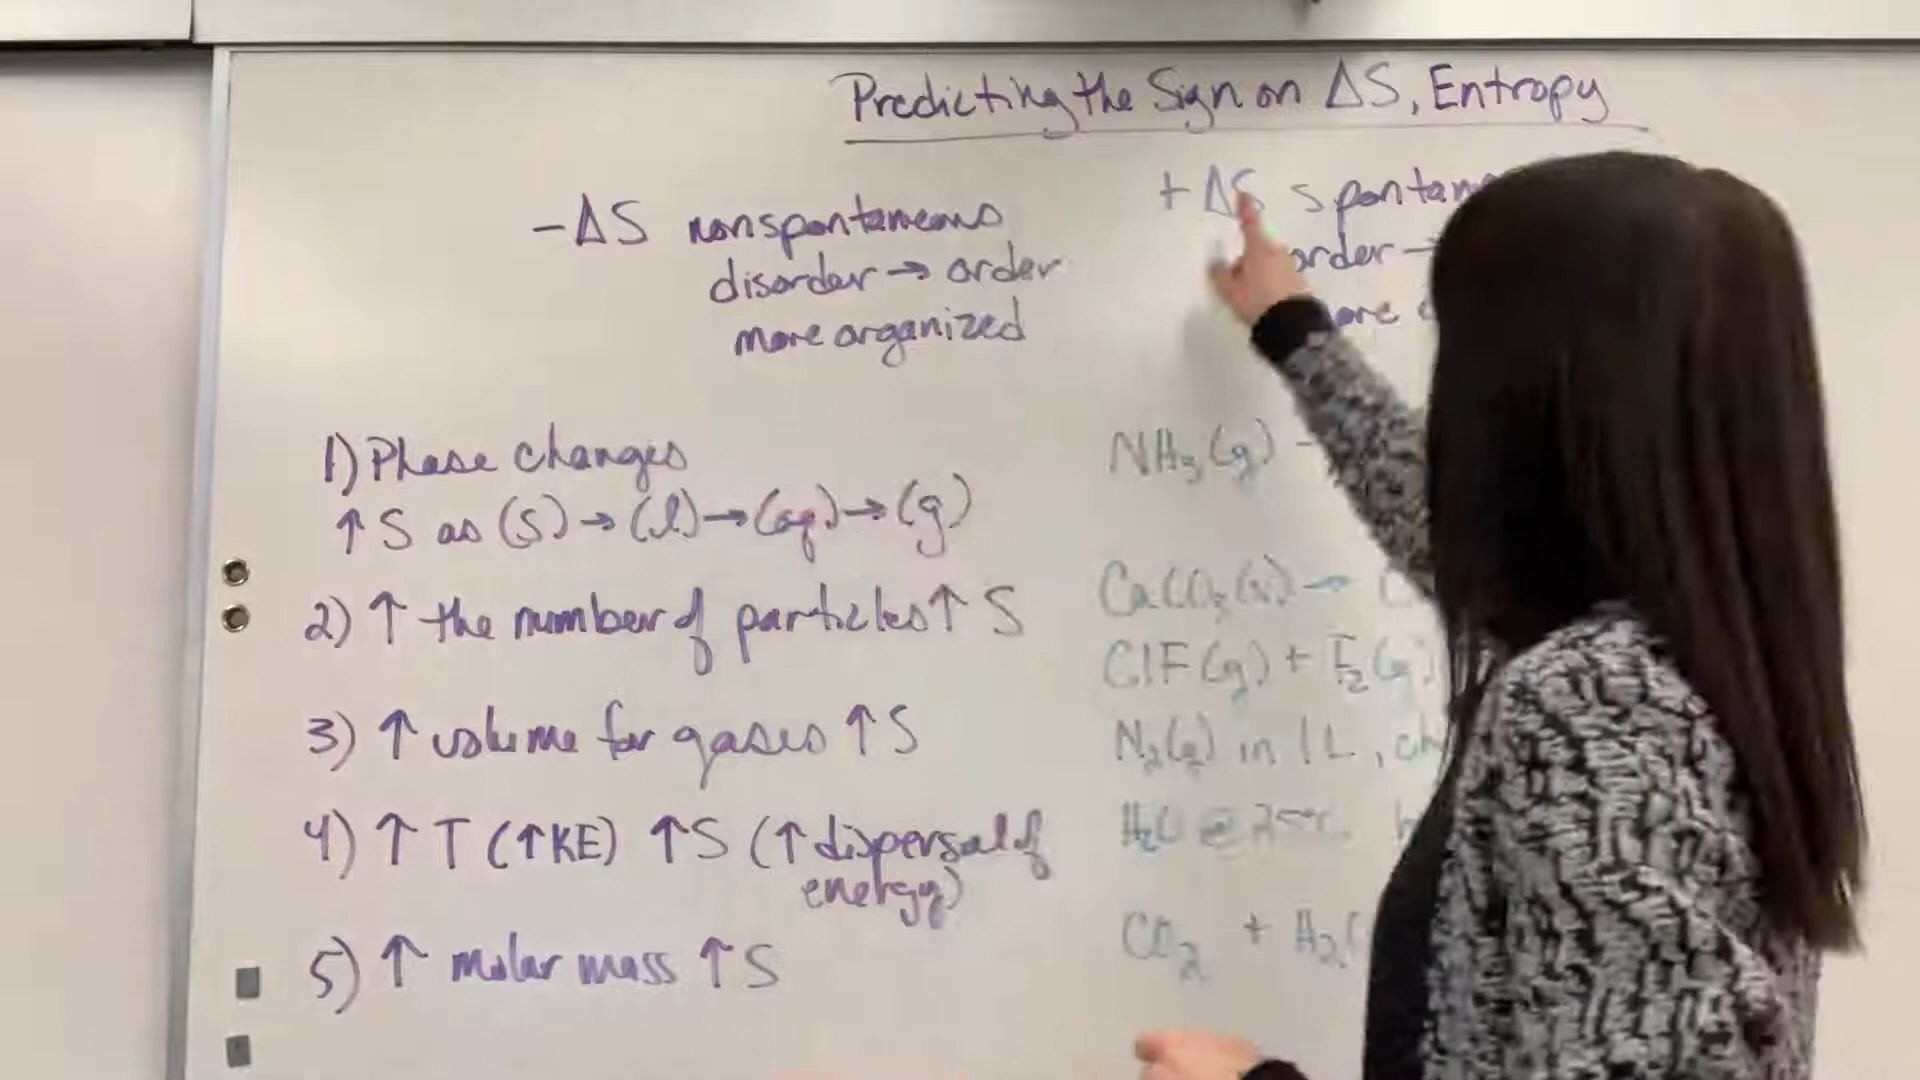 Predicting the Sign on ΔS, Entropy
-ΔS nonspontaneous
disorder → order
more organized
+ΔS
order →
1) Phase changes
↑ S as (s) → (l) → (aq) → (g)
2) ↑ the number of particles ↑ S
3) ↑ volume for gases ↑ S
4) ↑ T (↑KE) ↑S (↑ dispersal of
energy)
5) ↑ molar mass ↑ S
NH₃(g)
CaCO₃(s) →
ClF(g) + F₂(g)
N₂(g) in 1L,
H₂O @
CO₂ + H₂(